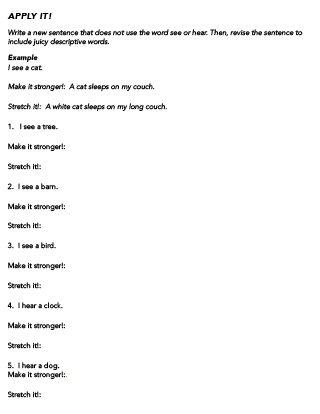 APPLY IT!
Write a new sentence that does not use the word see or hear. Then, revise the sentence to
include juicy descriptive words.
Example
I see a cat.
Make it stronger!: A cat sleeps on my couch.
Stretch it!: A white cat sleeps on my long couch.
1. I see a tree.
Make it stronger!:
Stretch it!:
2. I see a barn.
Make it stronger!:
Stretch it!:
3. I see a bird.
Make it stronger!:
Stretch it!:
4. I hear a clock.
Make it stronger!:
Stretch it!:
5. I hear a dog.
Make it stronger!:
Stretch it!: